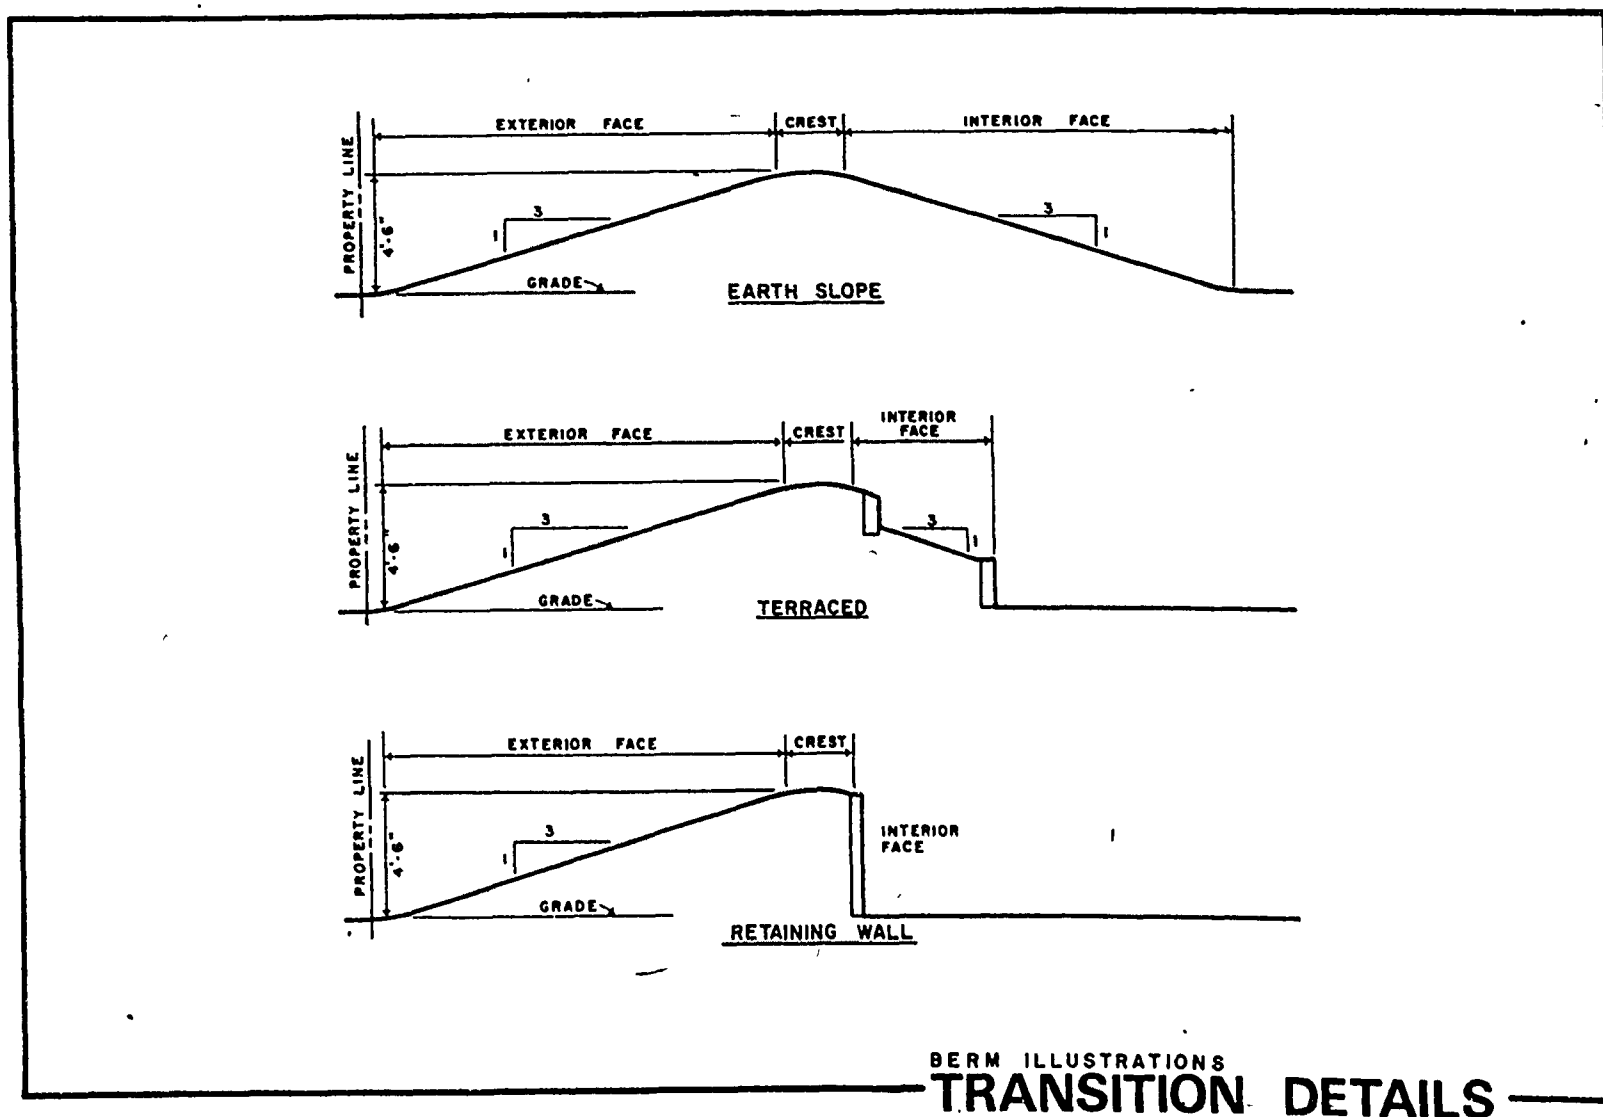 EXTERIOR FACE
CREST
INTERIOR FACE
PROPERTY LINE
4'-6"
3
1
3
1
GRADE
EARTH SLOPE
EXTERIOR FACE
CREST
INTERIOR
FACE
PROPERTY LINE
4'-6"
3
1
3
1
GRADE
TERRACED
EXTERIOR FACE
CREST
PROPERTY LINE
4'-6"
3
1
INTERIOR
FACE
GRADE
RETAINING WALL
BERM ILLUSTRATIONS
TRANSITION DETAILS